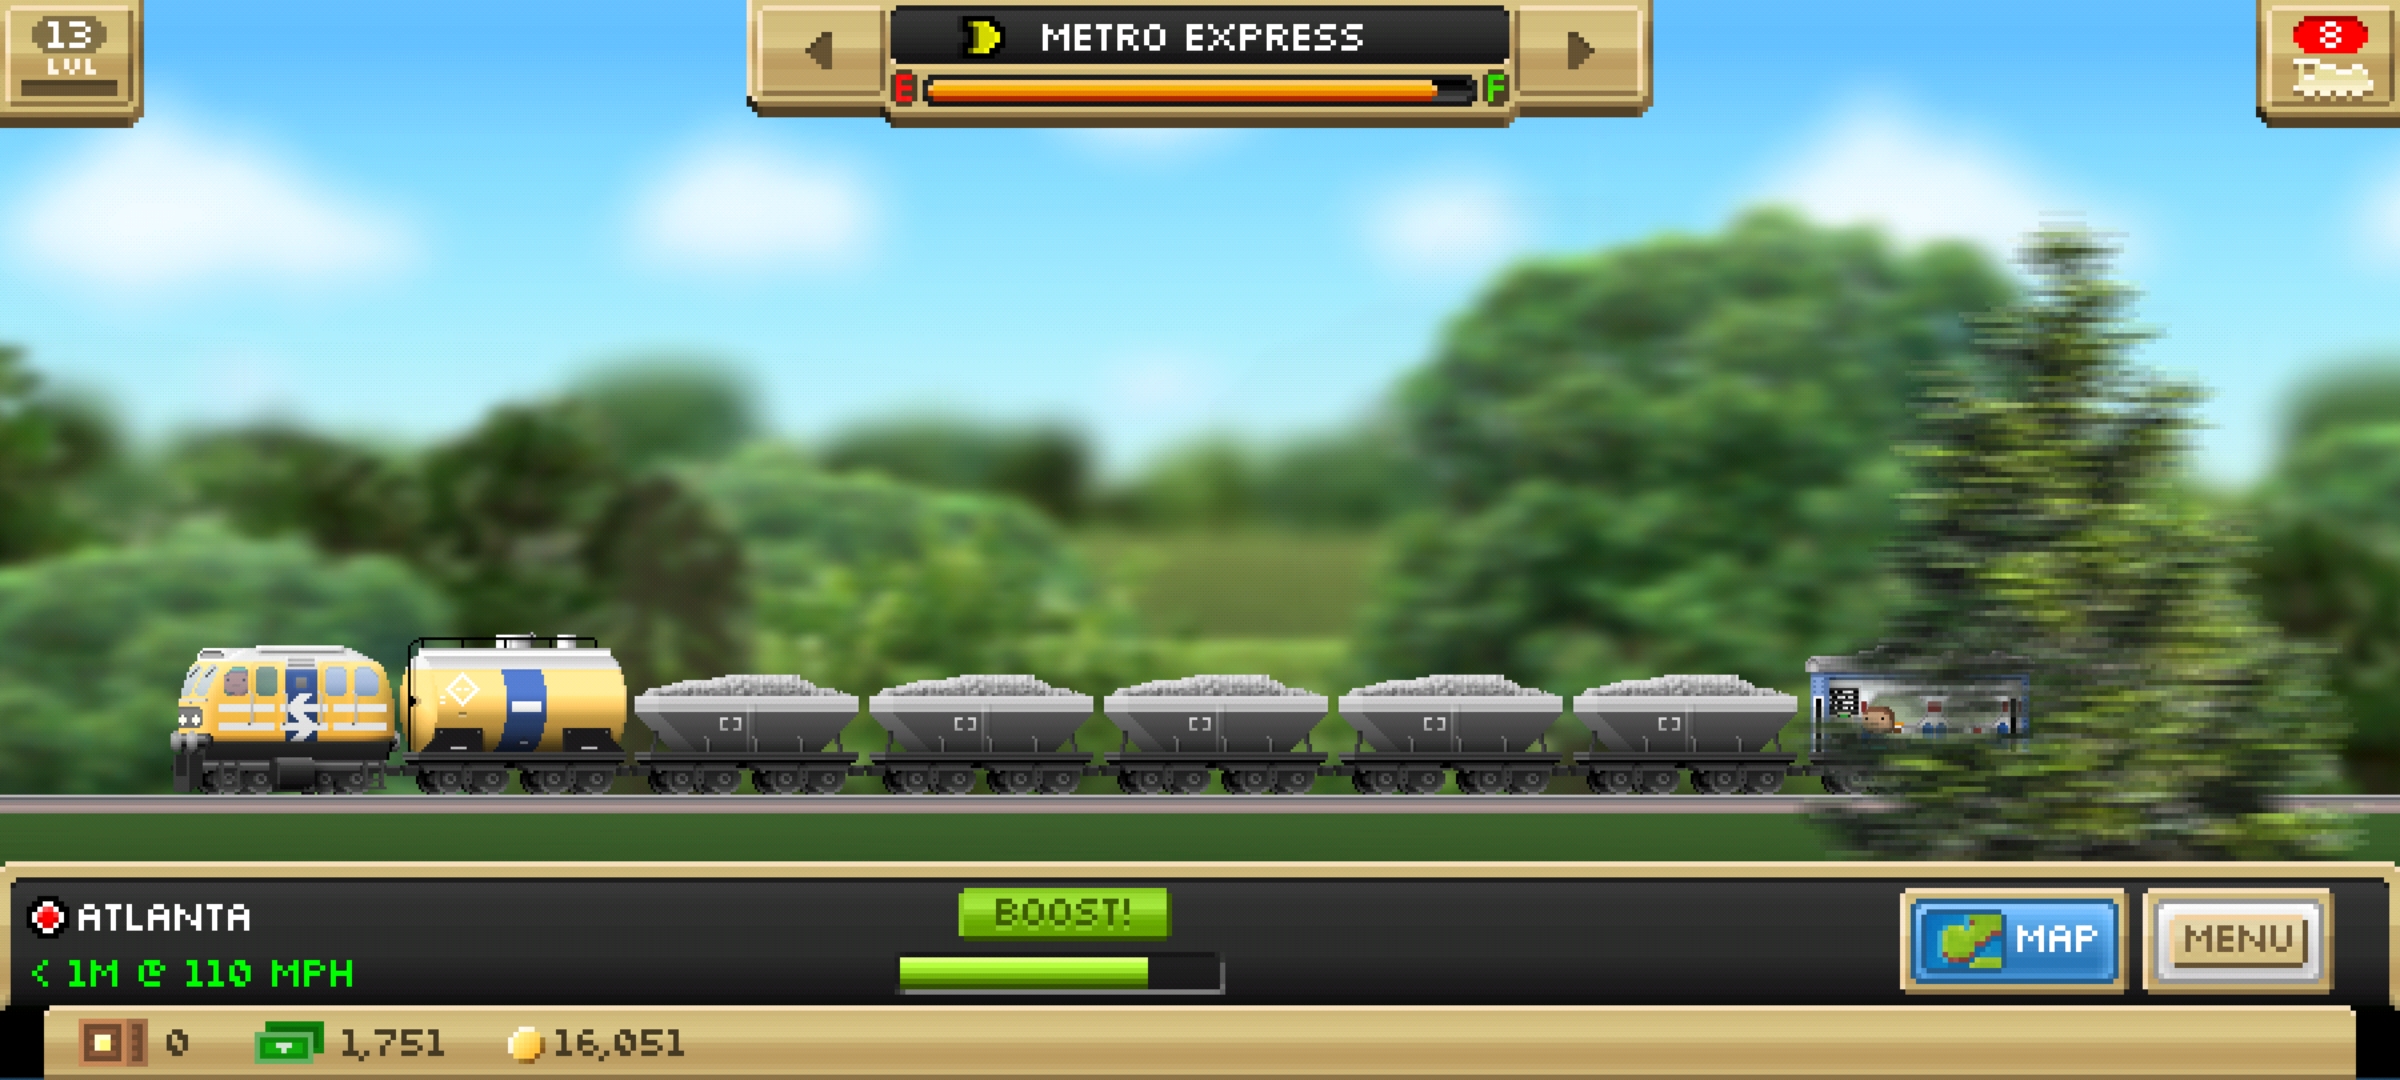 13
LVL
METRO EXPRESS
E F
8
ATLANTA
< 1M @ 110 MPH
BOOST!
MAP
MENU
0 1,751 16,051